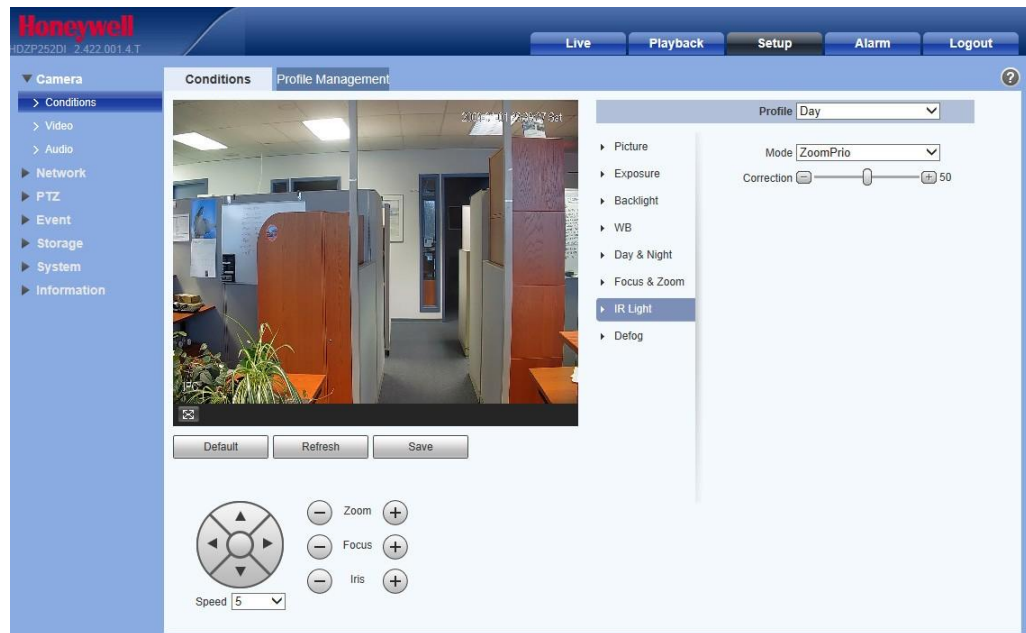 Honeywell
HDZP252DI 2.422.001.4.T
Live
Playback
Setup
Alarm
Logout
Camera
Conditions
Video
Audio
Network
PTZ
Event
Storage
System
Information
Conditions
Profile Management
?
Sat
IPC
Default
Refresh
Save
Zoom
Focus
Iris
Speed 5
Profile Day
Picture
Exposure
Backlight
WB
Day & Night
Focus & Zoom
IR Light
Defog
Mode ZoomPrio
Correction 50